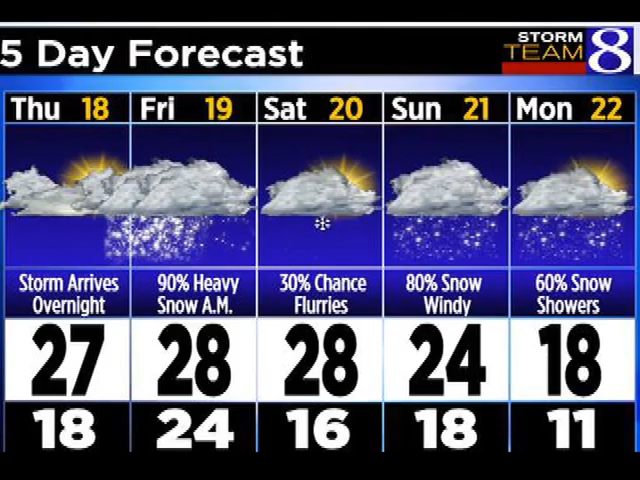 5 Day Forecast
STORM
TEAM 8
Thu 18 Fri 19 Sat 20 Sun 21 Mon 22
Storm Arrives
Overnight
90% Heavy
Snow A.M.
30% Chance
Flurries
80% Snow
Windy
60% Snow
Showers
27 28 28 24 18
18 24 16 18 11